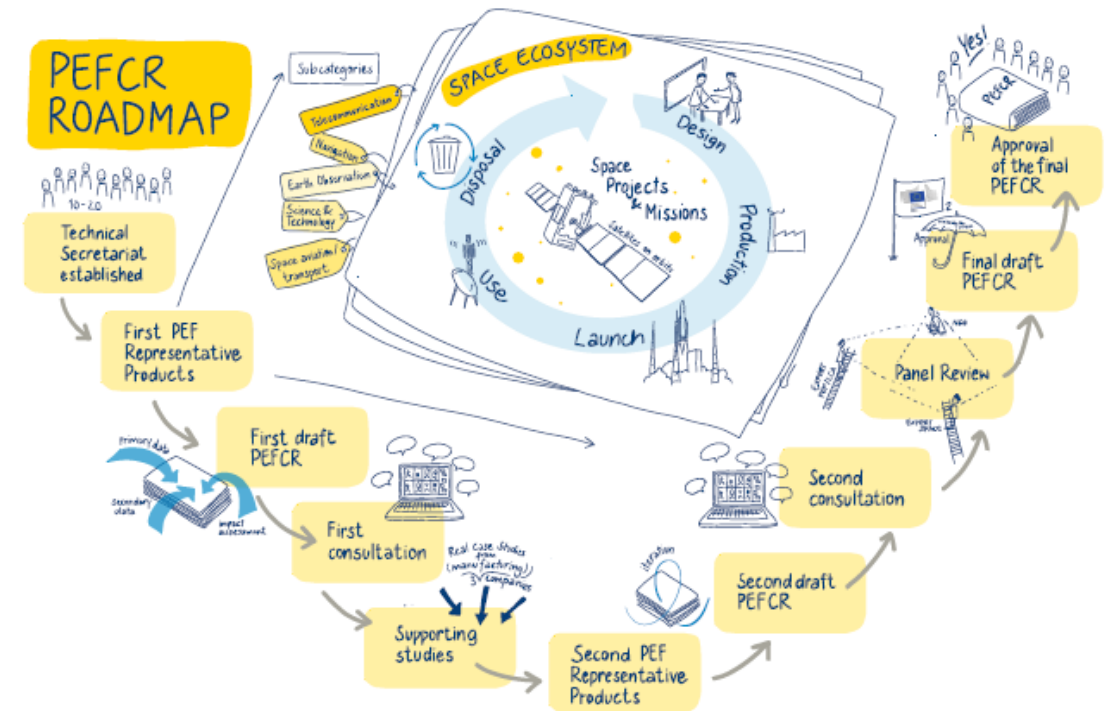 PEFCR
ROADMAP
10-20
Technical
Secretariat
established
First PEF
Representative
Products
Subcategories
Telecommunication
Navigation
Earth Observation
Science &
Technology
Space aviation/
transport
SPACE ECOSYSTEM
Design
Production
Launch
Use
Disposal
Space
Projects
& Missions
Satellites on orbits
First draft
PEFCR
Primary data
Secondary
data
impact
assessment
First
consultation
Real case studies
from
(manufacturing)
3 companies
Supporting
studies
Second PEF
Representative
Products
iteration
Second draft
PEFCR
Second
consultation
Panel Review
Expert
Expert
NGO
Final draft
PEFCR
Approval
Approval
of the final
PEFCR
Yes!
PEFCR